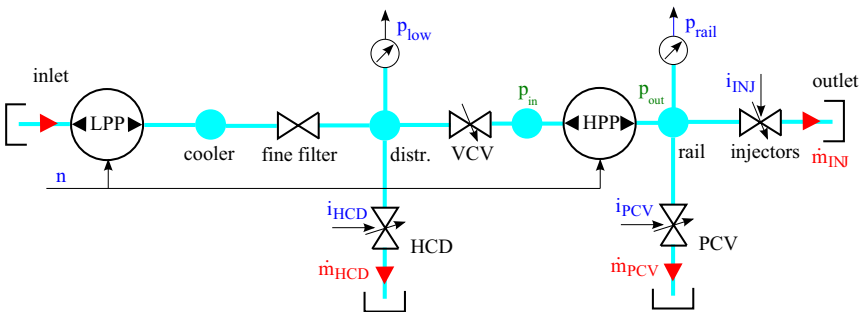 p_low
p_rail
inlet
p_in
p_out
i_INJ
outlet
LPP
HPP
cooler
fine filter
distr.
VCV
rail
injectors
ṁ_INJ
n
i_HCD
HCD
i_PCV
PCV
ṁ_HCD
ṁ_PCV